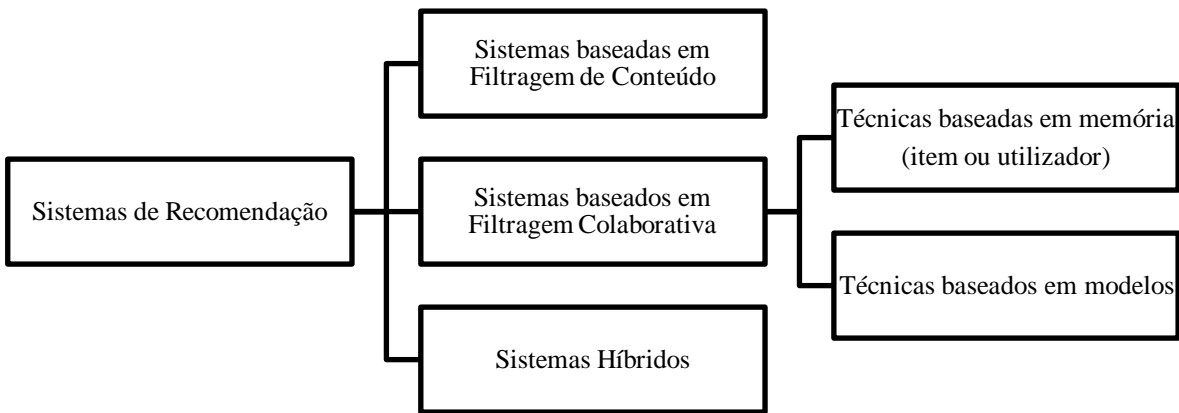 Sistemas de Recomendação
Sistemas baseadas em
Filtragem de Conteúdo
Sistemas baseados em
Filtragem Colaborativa
Sistemas Híbridos
Técnicas baseadas em memória
(item ou utilizador)
Técnicas baseados em modelos